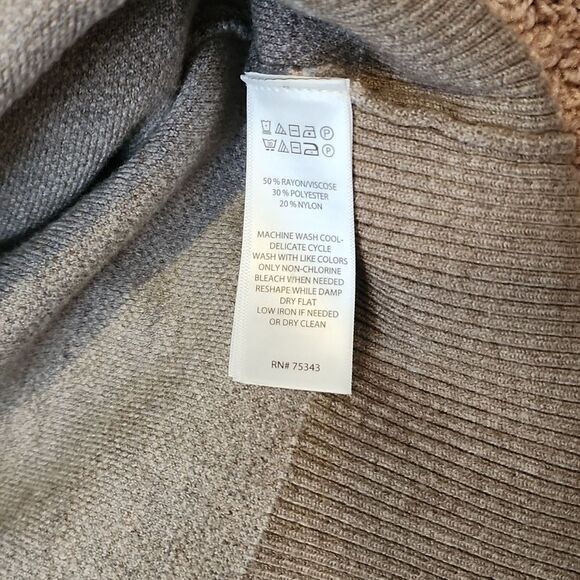 50 % RAYON/VISCOSE
30 % POLYESTER
20 % NYLON
MACHINE WASH COOL-
DELICATE CYCLE
WASH WITH LIKE COLORS
ONLY NON-CHLORINE
BLEACH V/HEN NEEDED
RESHAPE WHILE DAMP
DRY FLAT
LOW IRON IF NEEDED
OR DRY CLEAN
RN# 75343